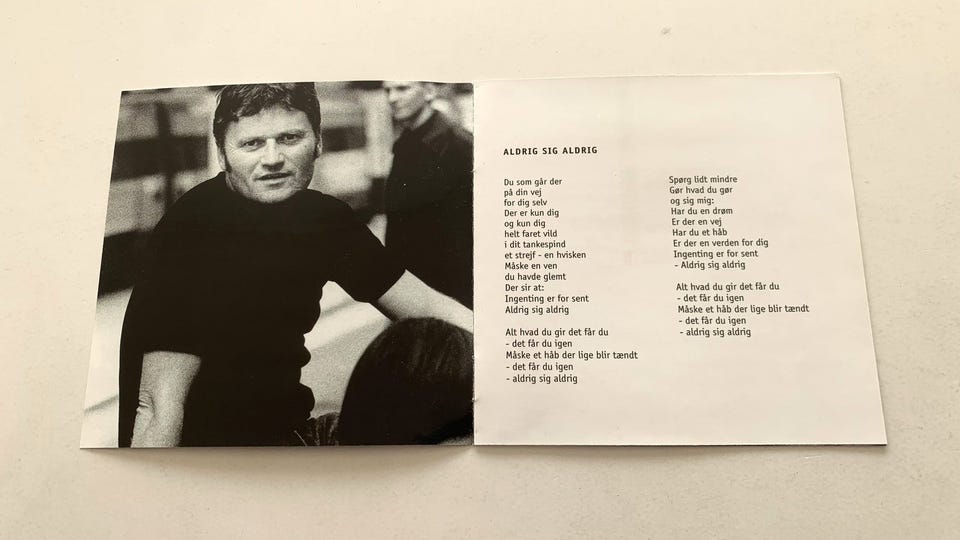 ALDRIG SIG ALDRIG
Du som går der
på din vej
for dig selv
Der er kun dig
og kun dig
helt faret vild
i dit tankespind
et strejf - en hvisken
Måske en ven
du havde glemt
Der sir at:
Ingenting er for sent
Aldrig sig aldrig
Alt hvad du gir det får du
- det får du igen
Måske et håb der lige blir tændt
- det får du igen
- aldrig sig aldrig
Spørg lidt mindre
Gør hvad du gør
og sig mig:
Har du en drøm
Er der en vej
Har du et håb
Er der en verden for dig
Ingenting er for sent
- Aldrig sig aldrig
Alt hvad du gir det får du
- det får du igen
Måske et håb der lige blir tændt
- det får du igen
- aldrig sig aldrig